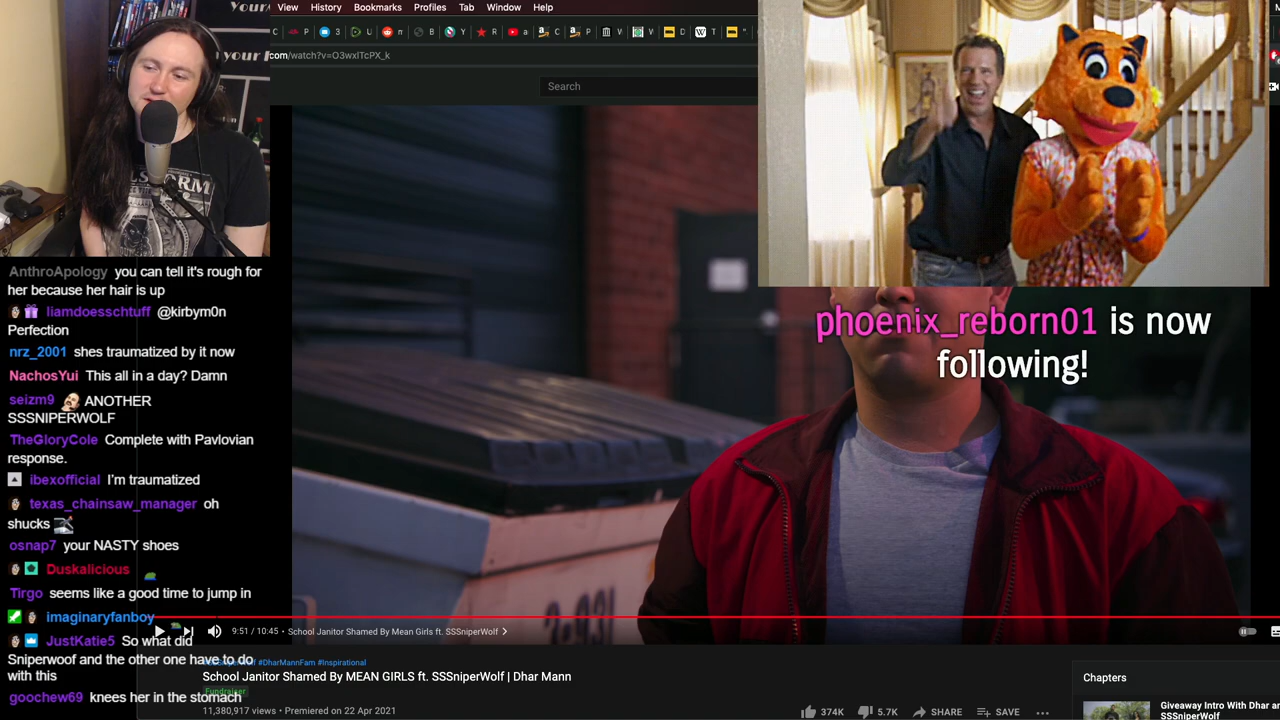 View History Bookmarks Profiles Tab Window Help
com/watch?v=O3wxITcPX_k
Search
AnthroApology you can tell it's rough for
her because her hair is up
liamdoesschtuff @kirbym0n
Perfection
nrz_2001 shes traumatized by it now
NachosYui This all in a day? Damn
seizm9 ANOTHER
SSSNIPERWOLF
TheGloryCole Complete with Pavlovian
response.
ibexofficial I'm traumatized
texas_chainsaw_manager oh
shucks
osnap7 your NASTY shoes
Duskalicious
Tirgo seems like a good time to jump in
imaginaryfanboy
JustKatie5 So what did
Sniperwoof and the other one have to do
with this
goochew69 knees her in the stomach
phoenix_reborn01 is now
following!
9:51 / 10:45 • School Janitor Shamed By Mean Girls ft. SSSniperWolf
#DharMannFam #Inspirational
School Janitor Shamed By MEAN GIRLS ft. SSSniperWolf | Dhar Mann
Fundraiser
11,380,917 views • Premiered on 22 Apr 2021
374K 5.7K SHARE SAVE
Chapters
Giveaway Intro With Dhar an
SSSniperWolf